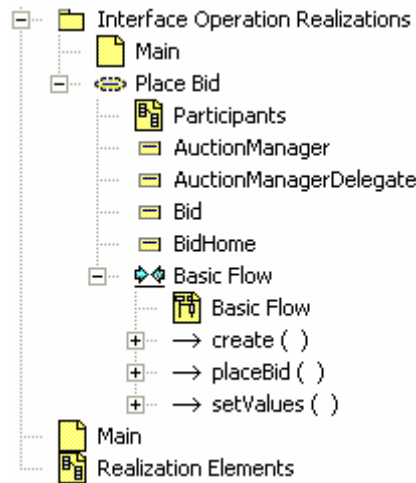 Interface Operation Realizations
Main
Place Bid
Participants
AuctionManager
AuctionManagerDelegate
Bid
BidHome
Basic Flow
Basic Flow
create ( )
placeBid ( )
setValues ( )
Main
Realization Elements